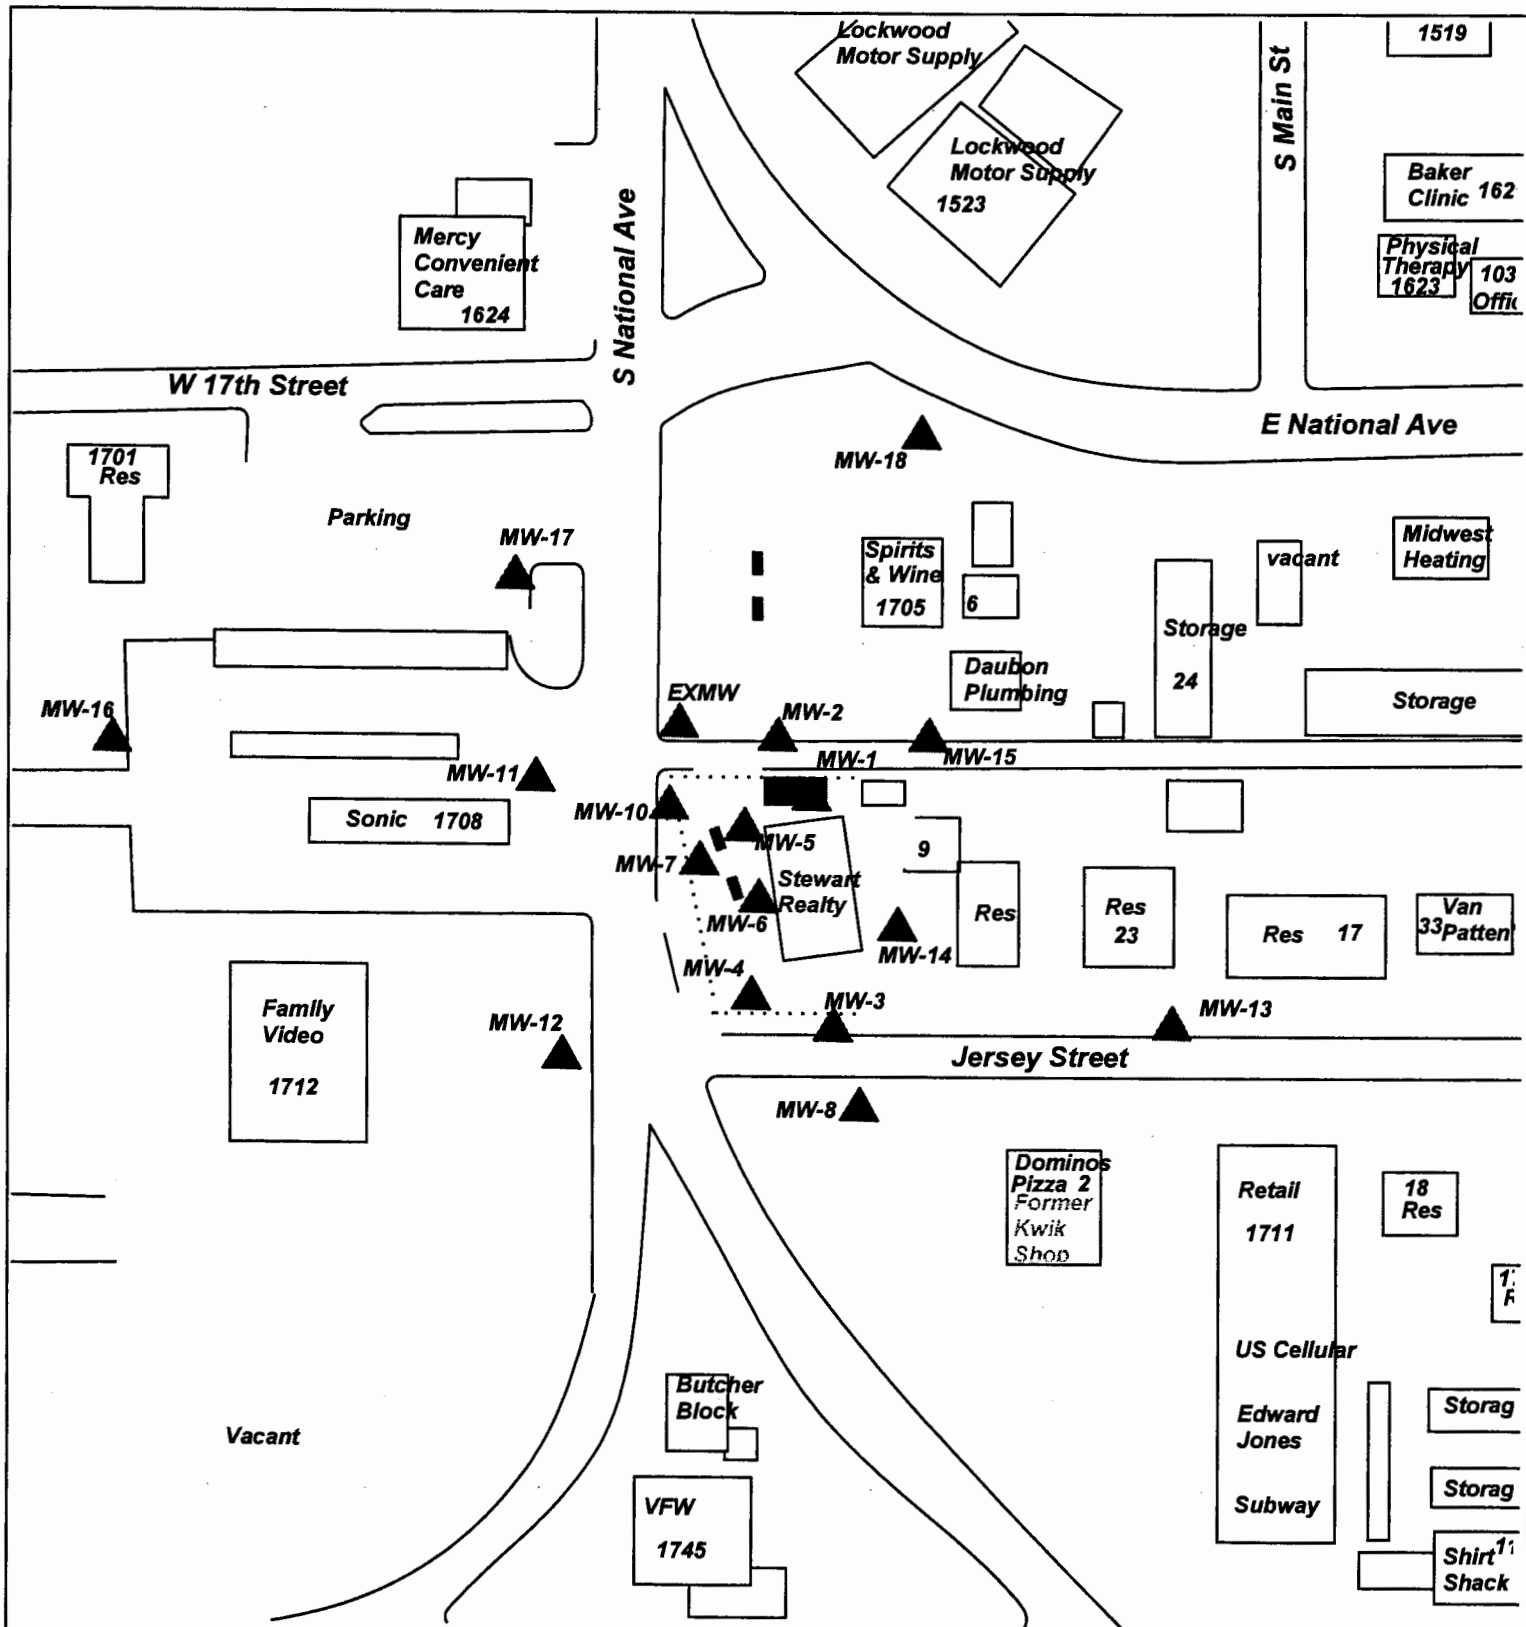 Lockwood
Motor Supply
1519
S Main St
Lockwood
Motor Supply
1523
Baker
Clinic 162
Physical
Therapy
1623
103
S National Ave
Mercy
Convenient
Care
1624
W 17th Street
E National Ave
MW-18
1701
Res
Parking
MW-17
Spirits
& Wine
1705
6
vacant
Midwest
Heating
Storage
24
Daubon
Plumbing
Storage
EXMW
MW-2
MW-16
MW-1
MW-15
MW-11
MW-10
Sonic 1708
MW-5
9
MW-7
Stewart
Realty
MW-6
Res
Res
23
Res 17
Van
33 Patten
MW-14
MW-4
MW-3
MW-13
Family
Video
1712
MW-12
Jersey Street
MW-8
Dominos
Pizza 2
Former
Kwik
Shop
Retail
1711
18
Res
US Cellular
Butcher
Block
Edward
Jones
Storag
Vacant
Storag
Subway
VFW
1745
Shirt
Shack